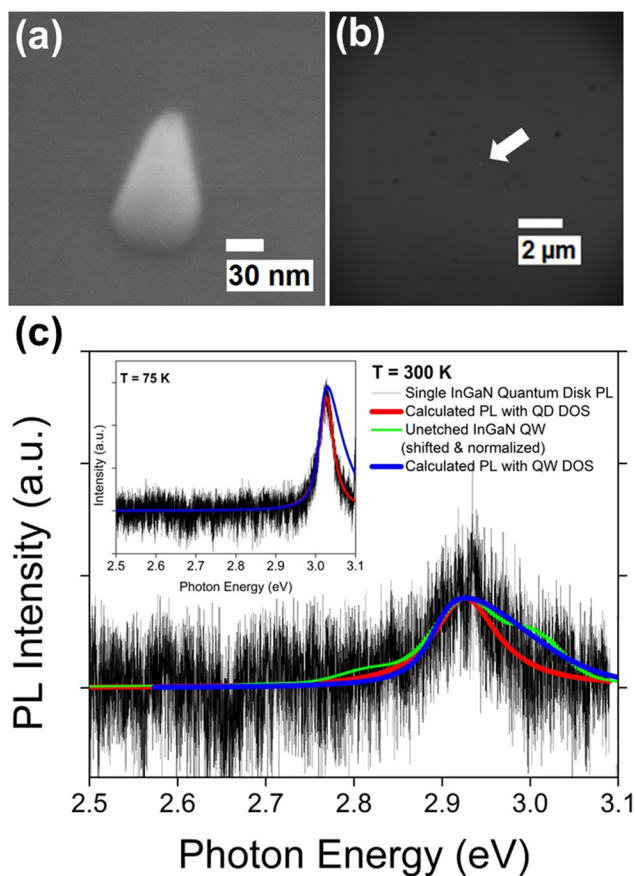 (a)
30 nm
(b)
2 µm
(c)
T = 75 K
Intensity (a.u.)
2.5 2.6 2.7 2.8 2.9 3.0 3.1
Photon Energy (eV)
T = 300 K
Single InGaN Quantum Disk PL
Calculated PL with QD DOS
Unetched InGaN QW
(shifted & normalized)
Calculated PL with QW DOS
PL Intensity (a.u.)
2.5 2.6 2.7 2.8 2.9 3.0 3.1
Photon Energy (eV)